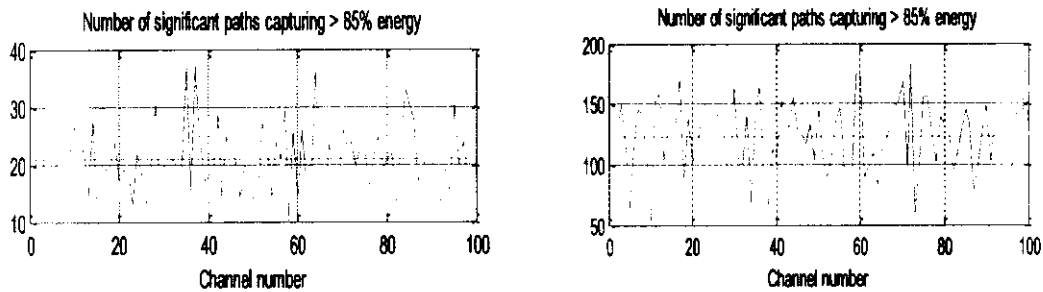 Number of significant paths capturing > 85% energy
40
30
20
10
0 20 40 60 80 100
Channel number
Number of significant paths capturing > 85% energy
200
150
100
50
0 20 40 60 80 100
Channel number